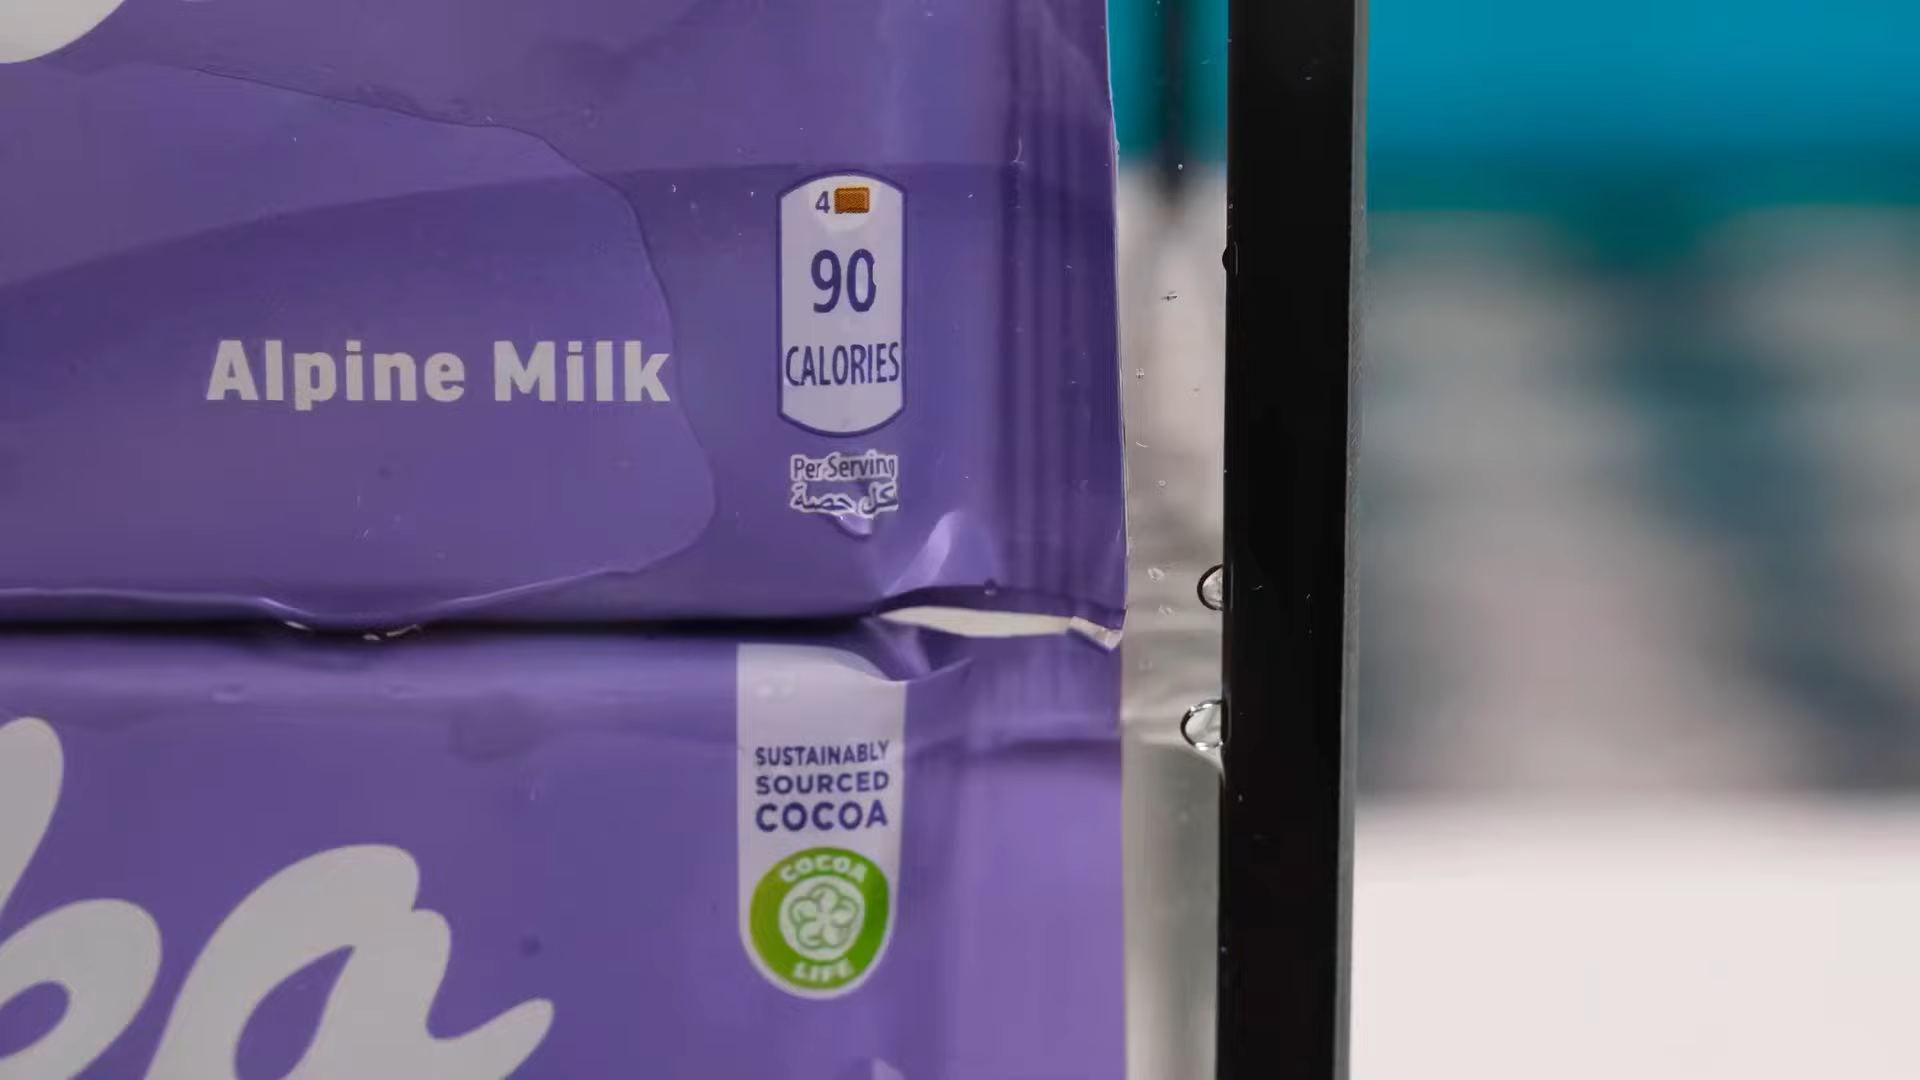 4
90
CALORIES
Alpine Milk
Per Serving
لكل حصة
SUSTAINABLY
SOURCED
COCOA
COCOA
LIFE